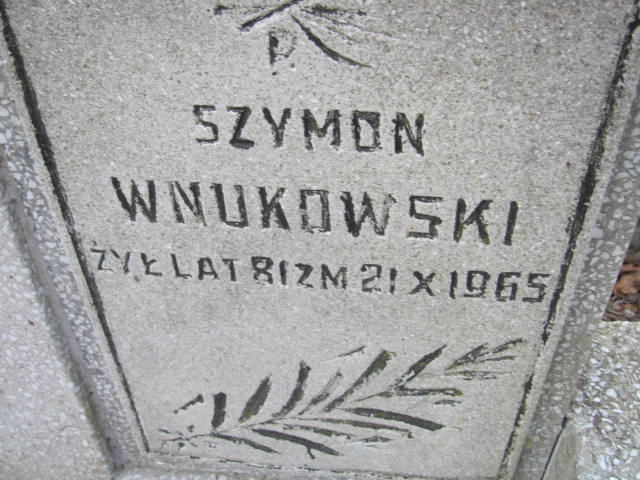 P.
SZYMON
WNUKOWSKI
ŻYŁ LAT 81 ZM 21 X 1965